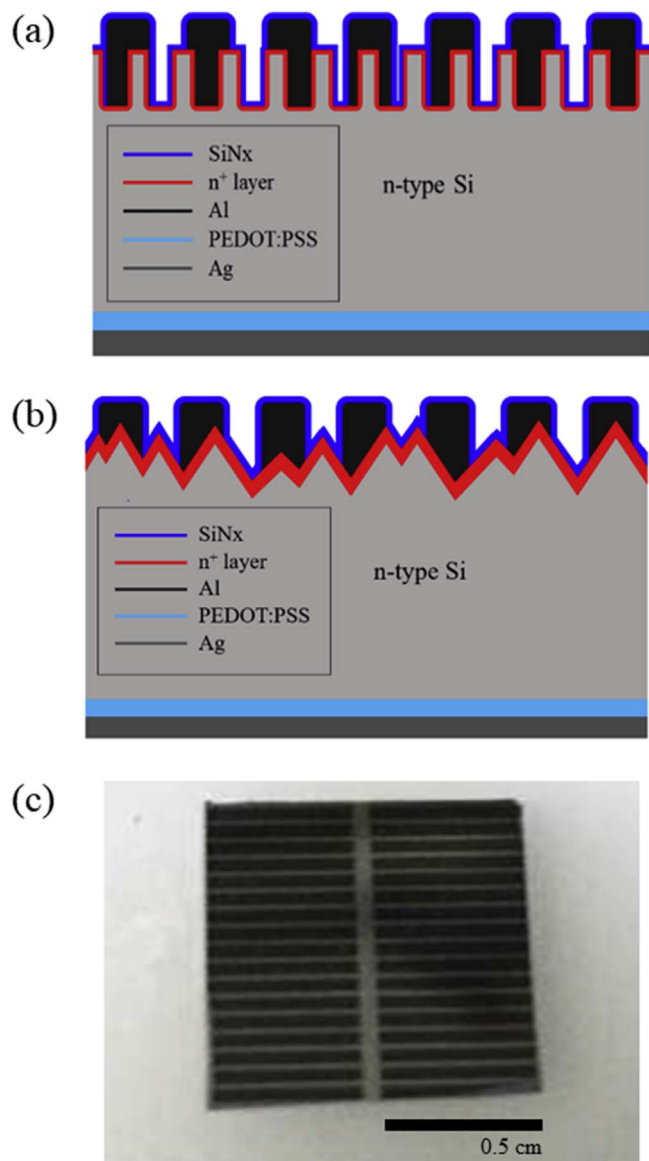 (a)
SiNx
n⁺ layer
Al
PEDOT:PSS
Ag
n-type Si
(b)
SiNx
n⁺ layer
Al
PEDOT:PSS
Ag
n-type Si
(c)
0.5 cm